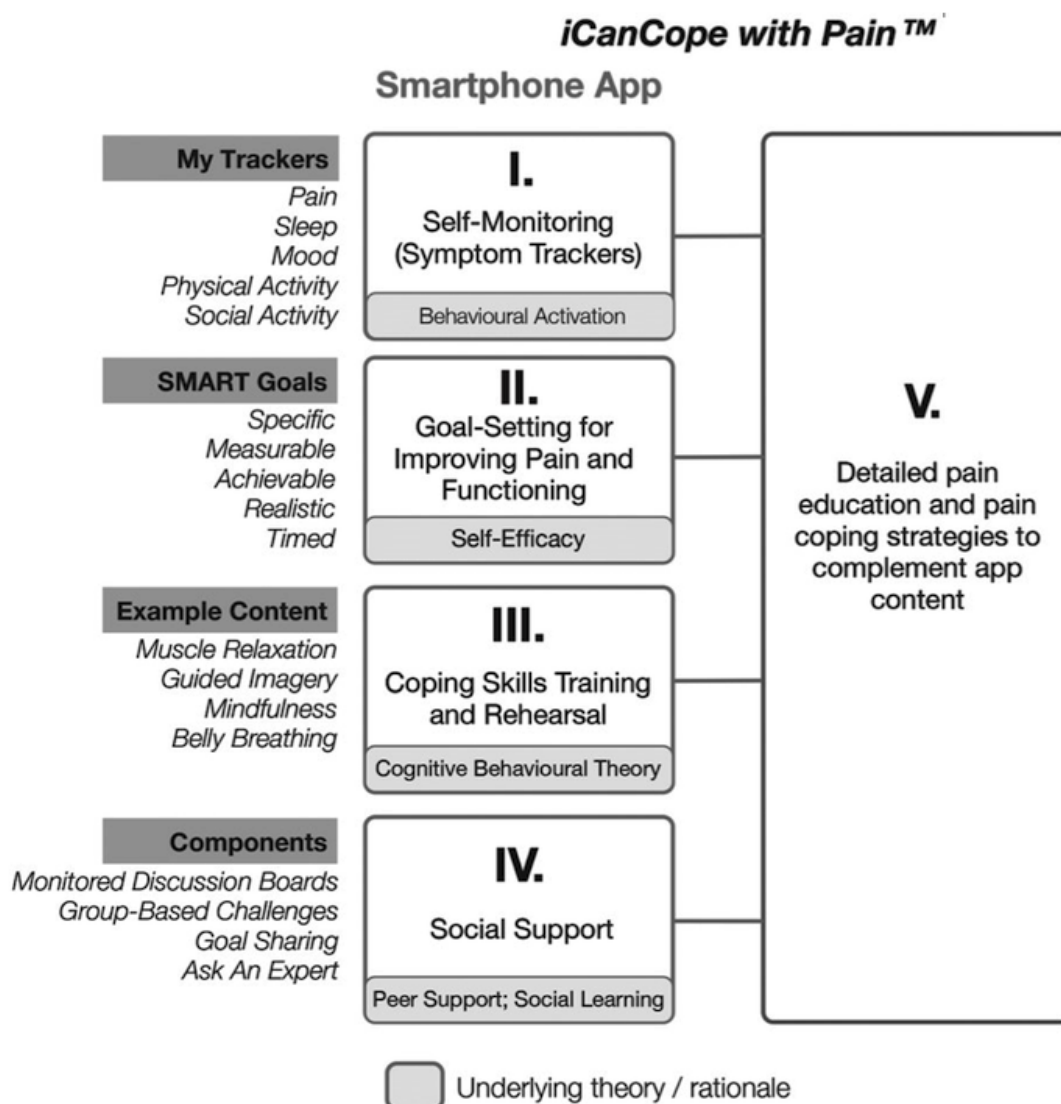 iCanCope with Pain™
Smartphone App
My Trackers
Pain
Sleep
Mood
Physical Activity
Social Activity
I.
Self-Monitoring
(Symptom Trackers)
Behavioural Activation
SMART Goals
Specific
Measurable
Achievable
Realistic
Timed
II.
Goal-Setting for
Improving Pain and
Functioning
Self-Efficacy
Example Content
Muscle Relaxation
Guided Imagery
Mindfulness
Belly Breathing
III.
Coping Skills Training
and Rehearsal
Cognitive Behavioural Theory
Components
Monitored Discussion Boards
Group-Based Challenges
Goal Sharing
Ask An Expert
IV.
Social Support
Peer Support; Social Learning
V.
Detailed pain
education and pain
coping strategies to
complement app
content
Underlying theory / rationale